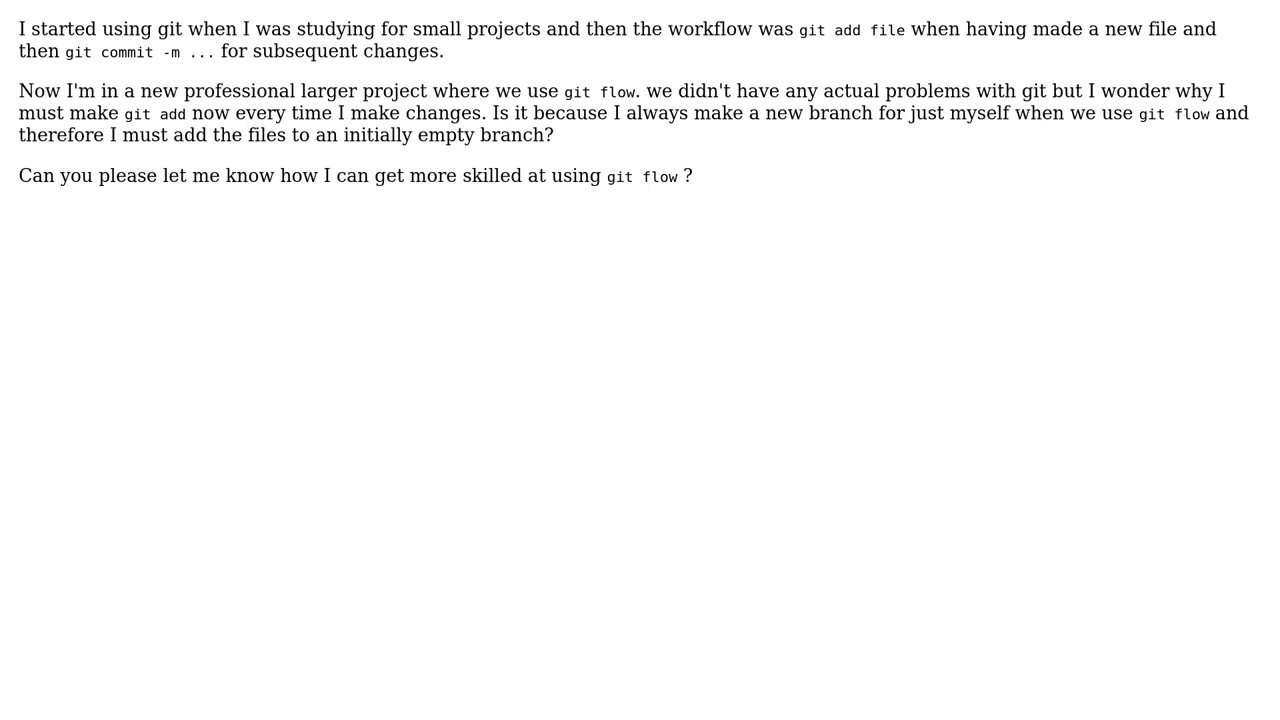 I started using git when I was studying for small projects and then the workflow was git add file when having made a new file and
then git commit -m ... for subsequent changes.
Now I'm in a new professional larger project where we use git flow. we didn't have any actual problems with git but I wonder why I
must make git add now every time I make changes. Is it because I always make a new branch for just myself when we use git flow and
therefore I must add the files to an initially empty branch?
Can you please let me know how I can get more skilled at using git flow ?